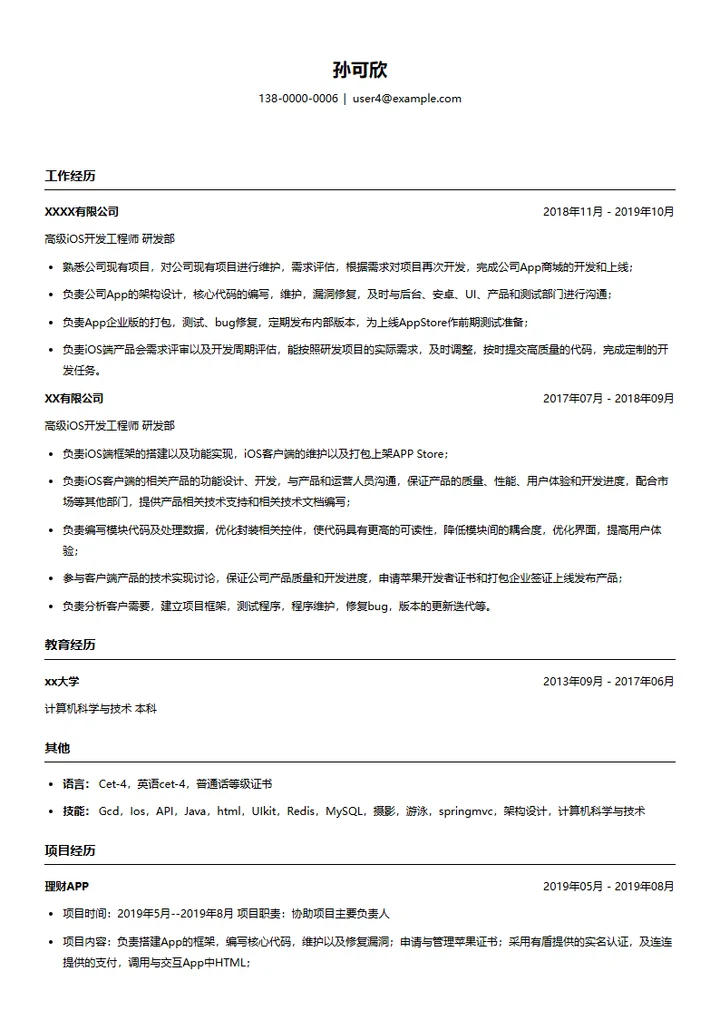 孙可欣
138-0000-0006 | user4@example.com
工作经历
XXXX有限公司 2018年11月 - 2019年10月
高级iOS开发工程师 研发部
• 熟悉公司现有项目，对公司现有项目进行维护，需求评估，根据需求对项目再次开发，完成公司App商城的开发和上线；
• 负责公司App的架构设计，核心代码的编写，维护，漏洞修复，及时与后台、安卓、UI、产品和测试部门进行沟通；
• 负责App企业版的打包，测试、bug修复，定期发布内部版本，为上线AppStore作前期测试准备；
• 负责iOS端产品会需求评审以及开发周期评估，能按照研发项目的实际需求，及时调整，按时提交高质量的代码，完成定制的开
发任务。
XX有限公司 2017年07月 - 2018年09月
高级iOS开发工程师 研发部
• 负责iOS端框架的搭建以及功能实现，iOS客户端的维护以及打包上架APP Store；
• 负责iOS客户端的相关产品的功能设计、开发，与产品和运营人员沟通，保证产品的质量、性能、用户体验和开发进度，配合市
场等其他部门，提供产品相关技术支持和相关技术文档编写；
• 负责编写模块代码及处理数据，优化封装相关控件，使代码具有更高的可读性，降低模块间的耦合度，优化界面，提高用户体
验；
• 参与客户端产品的技术实现讨论，保证公司产品质量和开发进度，申请苹果开发者证书和打包企业签证上线发布产品；
• 负责分析客户需要，建立项目框架，测试程序，程序维护，修复bug，版本的更新迭代等。
教育经历
xx大学 2013年09月 - 2017年06月
计算机科学与技术 本科
其他
• 语言： Cet-4，英语cet-4，普通话等级证书
• 技能： Gcd，Ios，API，Java，html，UIkit，Redis，MySQL，摄影，游泳，springmvc，架构设计，计算机科学与技术
项目经历
理财APP 2019年05月 - 2019年08月
• 项目时间：2019年5月--2019年8月 项目职责：协助项目主要负责人
• 项目内容：负责搭建App的框架，编写核心代码，维护以及修复漏洞；申请与管理苹果证书；采用有盾提供的实名认证，及连连
提供的支付，调用与交互App中HTML；